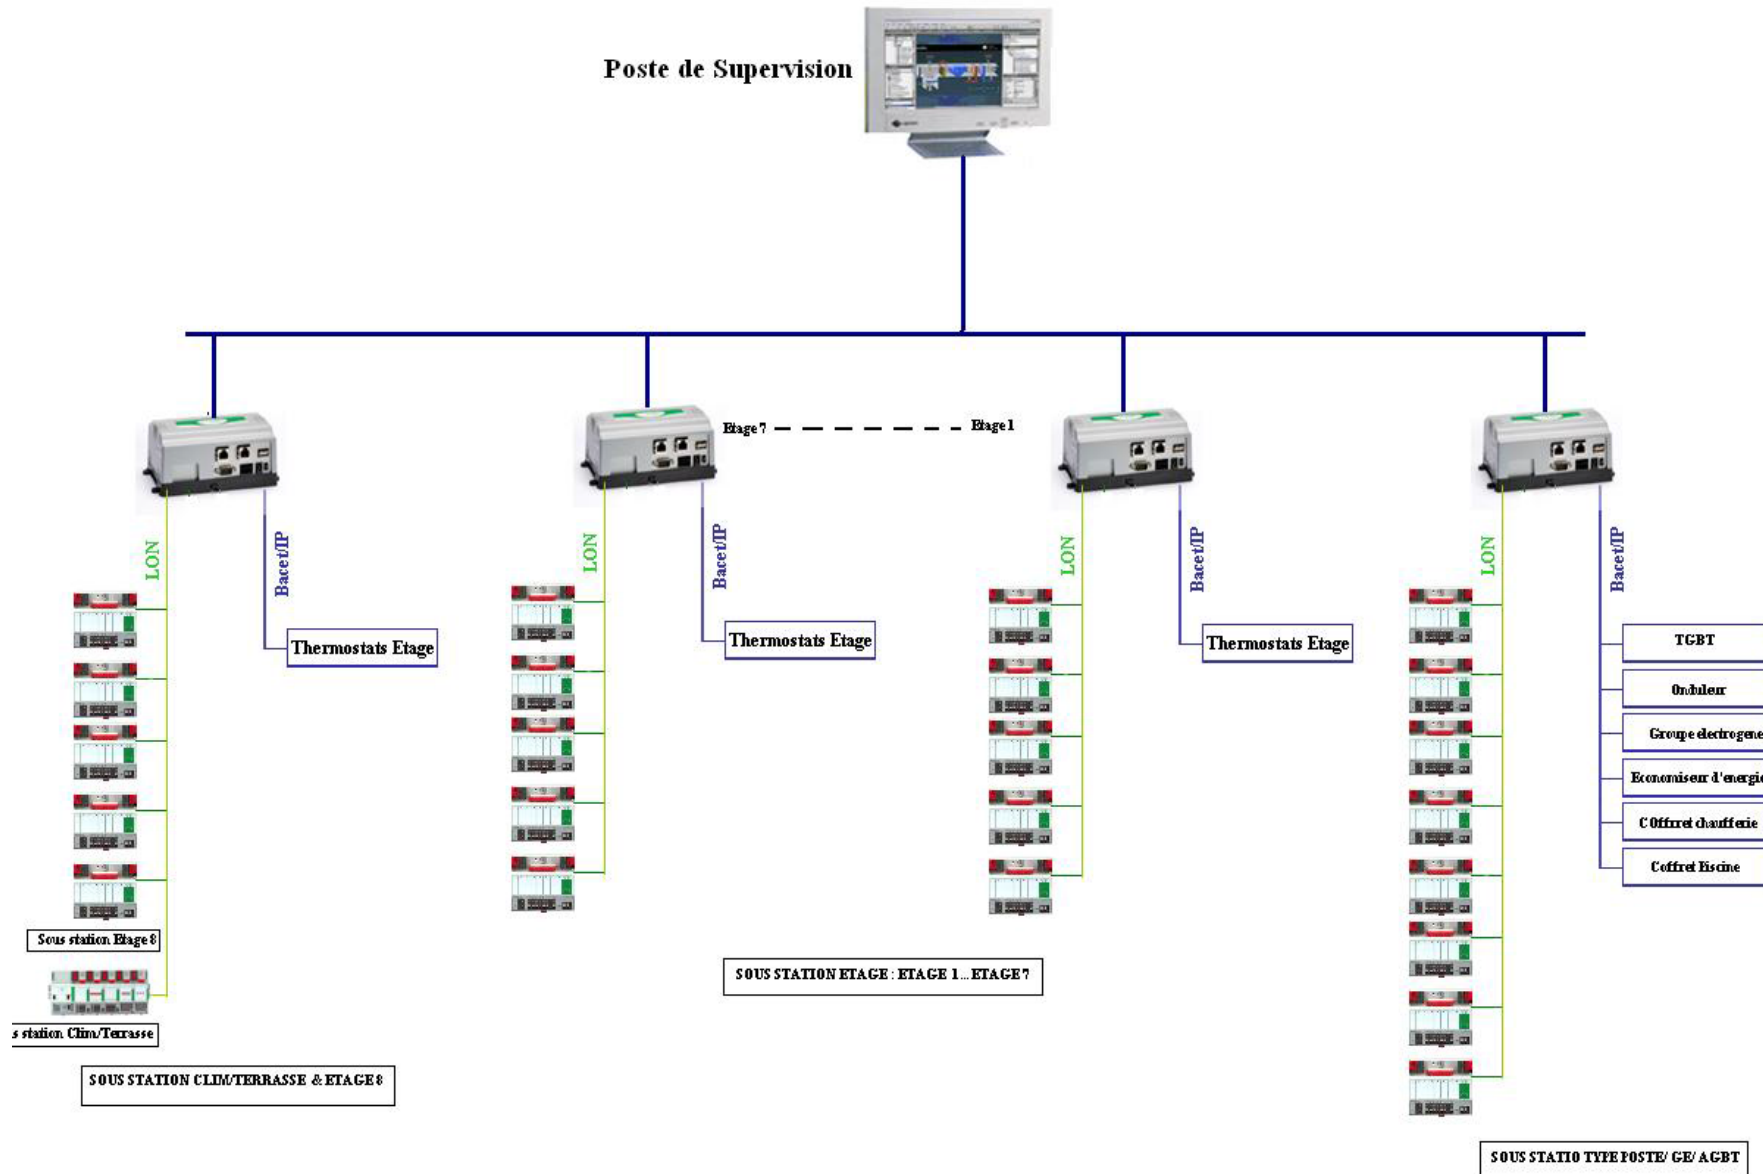 Poste de Supervision
Etage 7
Etage 1
LON
Bacet/IP
LON
Bacet/IP
LON
Bacet/IP
LON
Bacet/IP
Thermostats Etage
Thermostats Etage
Thermostats Etage
TGBT
Onduleur
Groupe electrogene
Economiseur d'energie
COffrret chaufferie
Coffret Piscine
Sous station Etage 8
s station Clim/Terrasse
SOUS STATION ETAGE : ETAGE 1...ETAGE 7
SOUS STATION CLIM/TERRASSE & ETAGE 8
SOUS STATIO TYPE POSTE/ GE/ AGBT